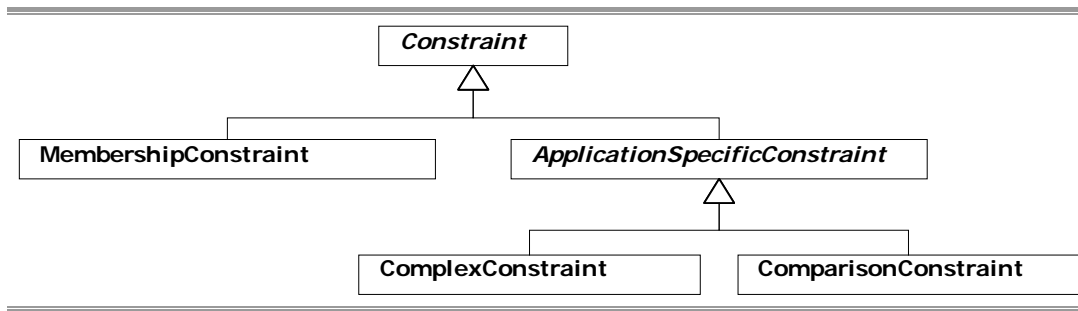 Constraint
MembershipConstraint
ApplicationSpecificConstraint
ComplexConstraint
ComparisonConstraint